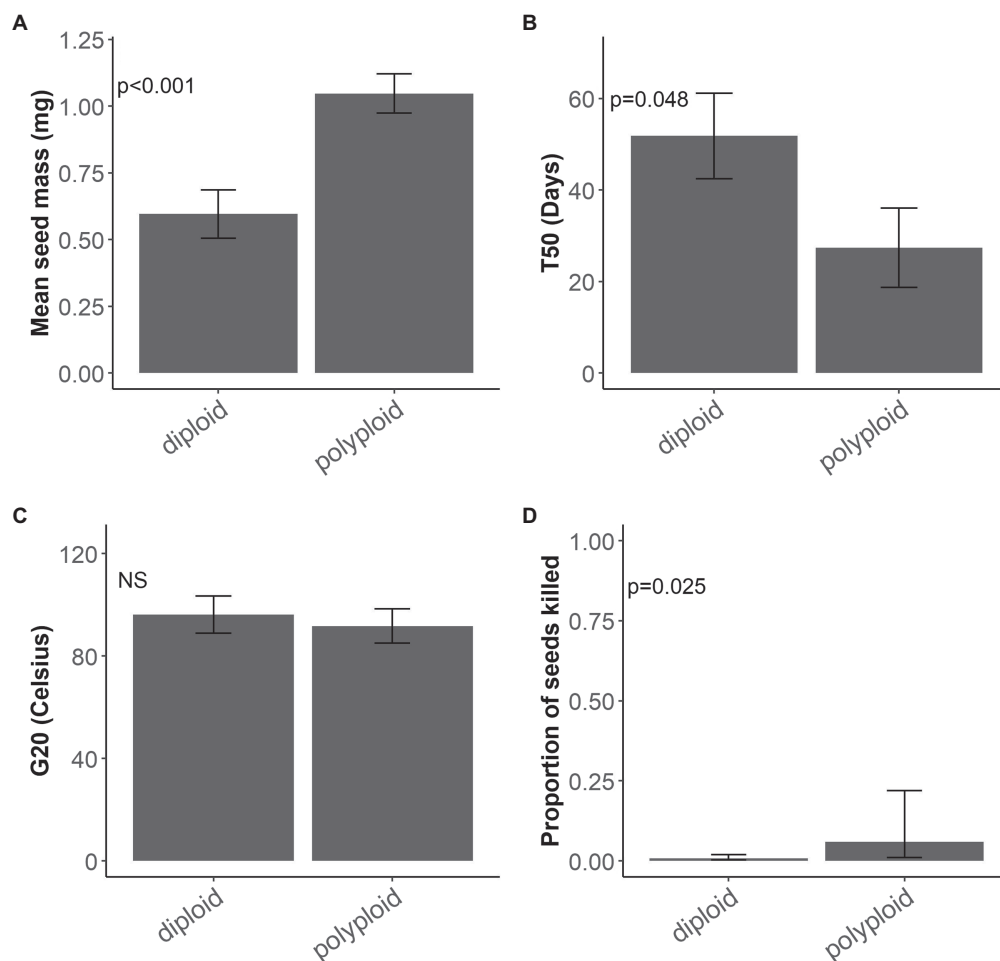 A
Mean seed mass (mg)
1.25
1.00
0.75
0.50
0.25
0.00
p<0.001
diploid
polyploid
B
T50 (Days)
60
40
20
0
p=0.048
diploid
polyploid
C
G20 (Celsius)
120
80
40
0
NS
diploid
polyploid
D
Proportion of seeds killed
1.00
0.75
0.50
0.25
0.00
p=0.025
diploid
polyploid